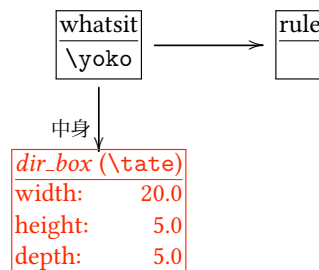 whatsit
\yoko
rule
中身
dir_box (\tate)
width: 20.0
height: 5.0
depth: 5.0